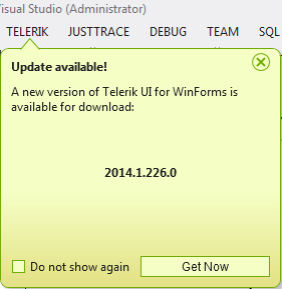 Visual Studio (Administrator)
TELERIK JUSTTRACE DEBUG TEAM SQL
Update available!
A new version of Telerik UI for WinForms is
available for download:
2014.1.226.0
Do not show again Get Now